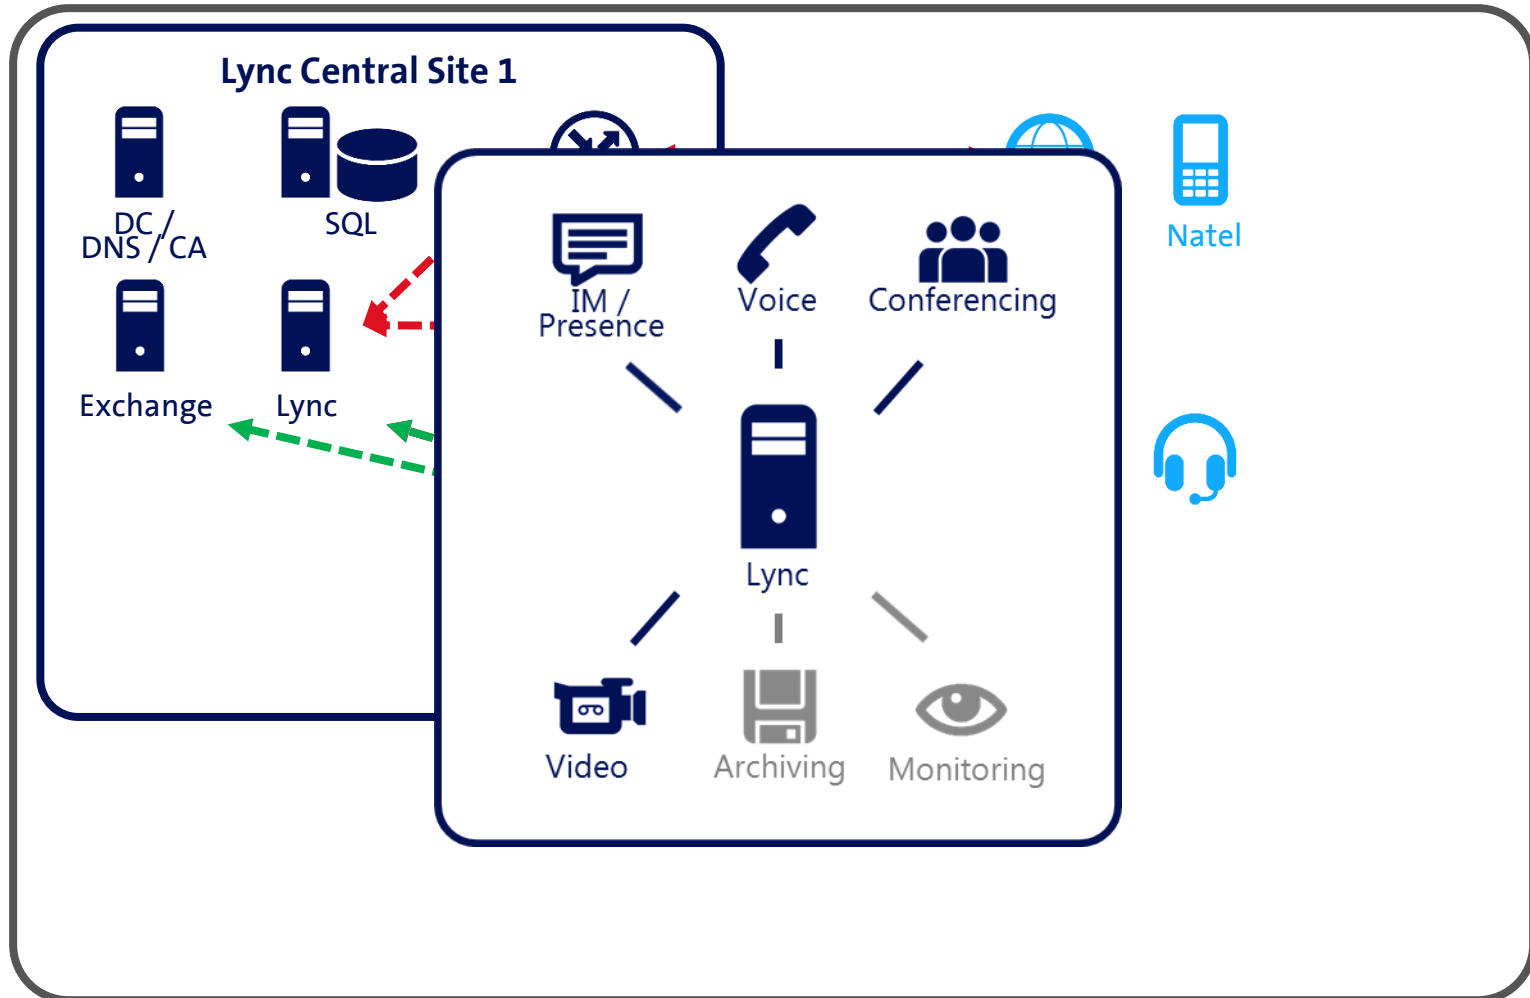 Lync Central Site 1
DC /
DNS / CA
SQL
Natel
Exchange
Lync
IM /
Presence
Voice
Conferencing
Lync
Video
Archiving
Monitoring